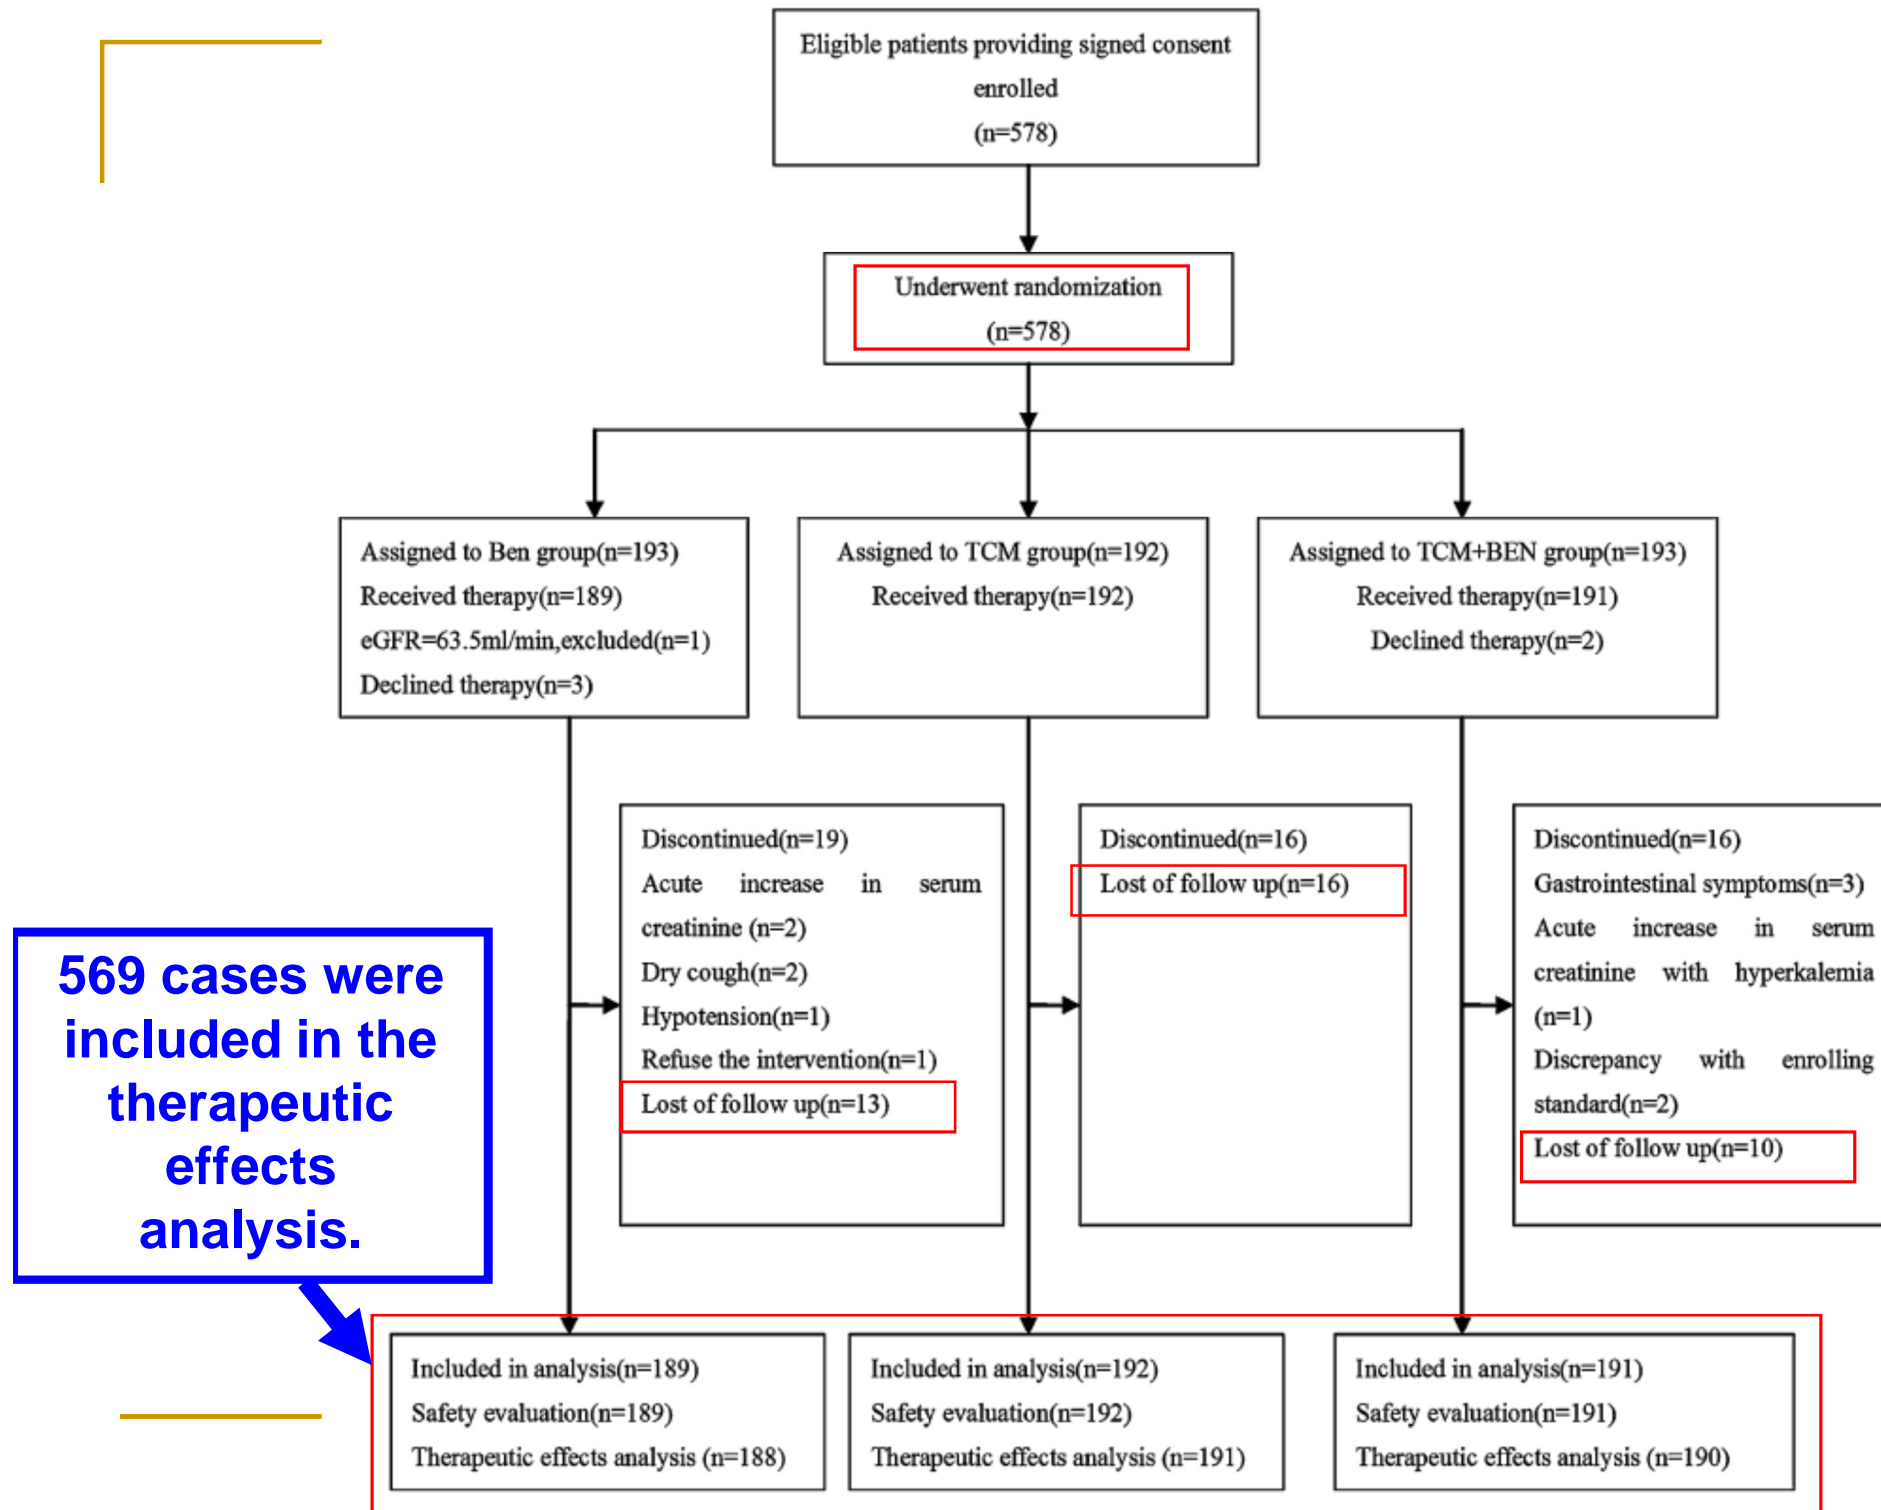 Eligible patients providing signed consent
enrolled
(n=578)
Underwent randomization
(n=578)
Assigned to Ben group(n=193)
Received therapy(n=189)
eGFR=63.5ml/min,excluded(n=1)
Declined therapy(n=3)
Assigned to TCM group(n=192)
Received therapy(n=192)
Assigned to TCM+BEN group(n=193)
Received therapy(n=191)
Declined therapy(n=2)
Discontinued(n=19)
Acute increase in serum
creatinine (n=2)
Dry cough(n=2)
Hypotension(n=1)
Refuse the intervention(n=1)
Lost of follow up(n=13)
Discontinued(n=16)
Lost of follow up(n=16)
Discontinued(n=16)
Gastrointestinal symptoms(n=3)
Acute increase in serum
creatinine with hyperkalemia
(n=1)
Discrepancy with enrolling
standard(n=2)
Lost of follow up(n=10)
569 cases were
included in the
therapeutic
effects
analysis.
Included in analysis(n=189)
Safety evaluation(n=189)
Therapeutic effects analysis (n=188)
Included in analysis(n=192)
Safety evaluation(n=192)
Therapeutic effects analysis (n=191)
Included in analysis(n=191)
Safety evaluation(n=191)
Therapeutic effects analysis (n=190)